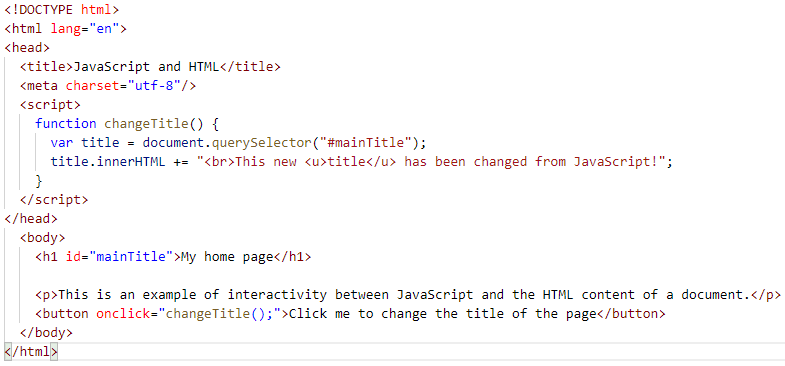 <!DOCTYPE html>
<html lang="en">
<head>
  <title>JavaScript and HTML</title>
  <meta charset="utf-8"/>
  <script>
    function changeTitle() {
      var title = document.querySelector("#mainTitle");
      title.innerHTML += "<br>This new <u>title</u> has been changed from JavaScript!";
    }
  </script>
</head>
  <body>
    <h1 id="mainTitle">My home page</h1>

    <p>This is an example of interactivity between JavaScript and the HTML content of a document.</p>
    <button onclick="changeTitle();">Click me to change the title of the page</button>
  </body>
</html>